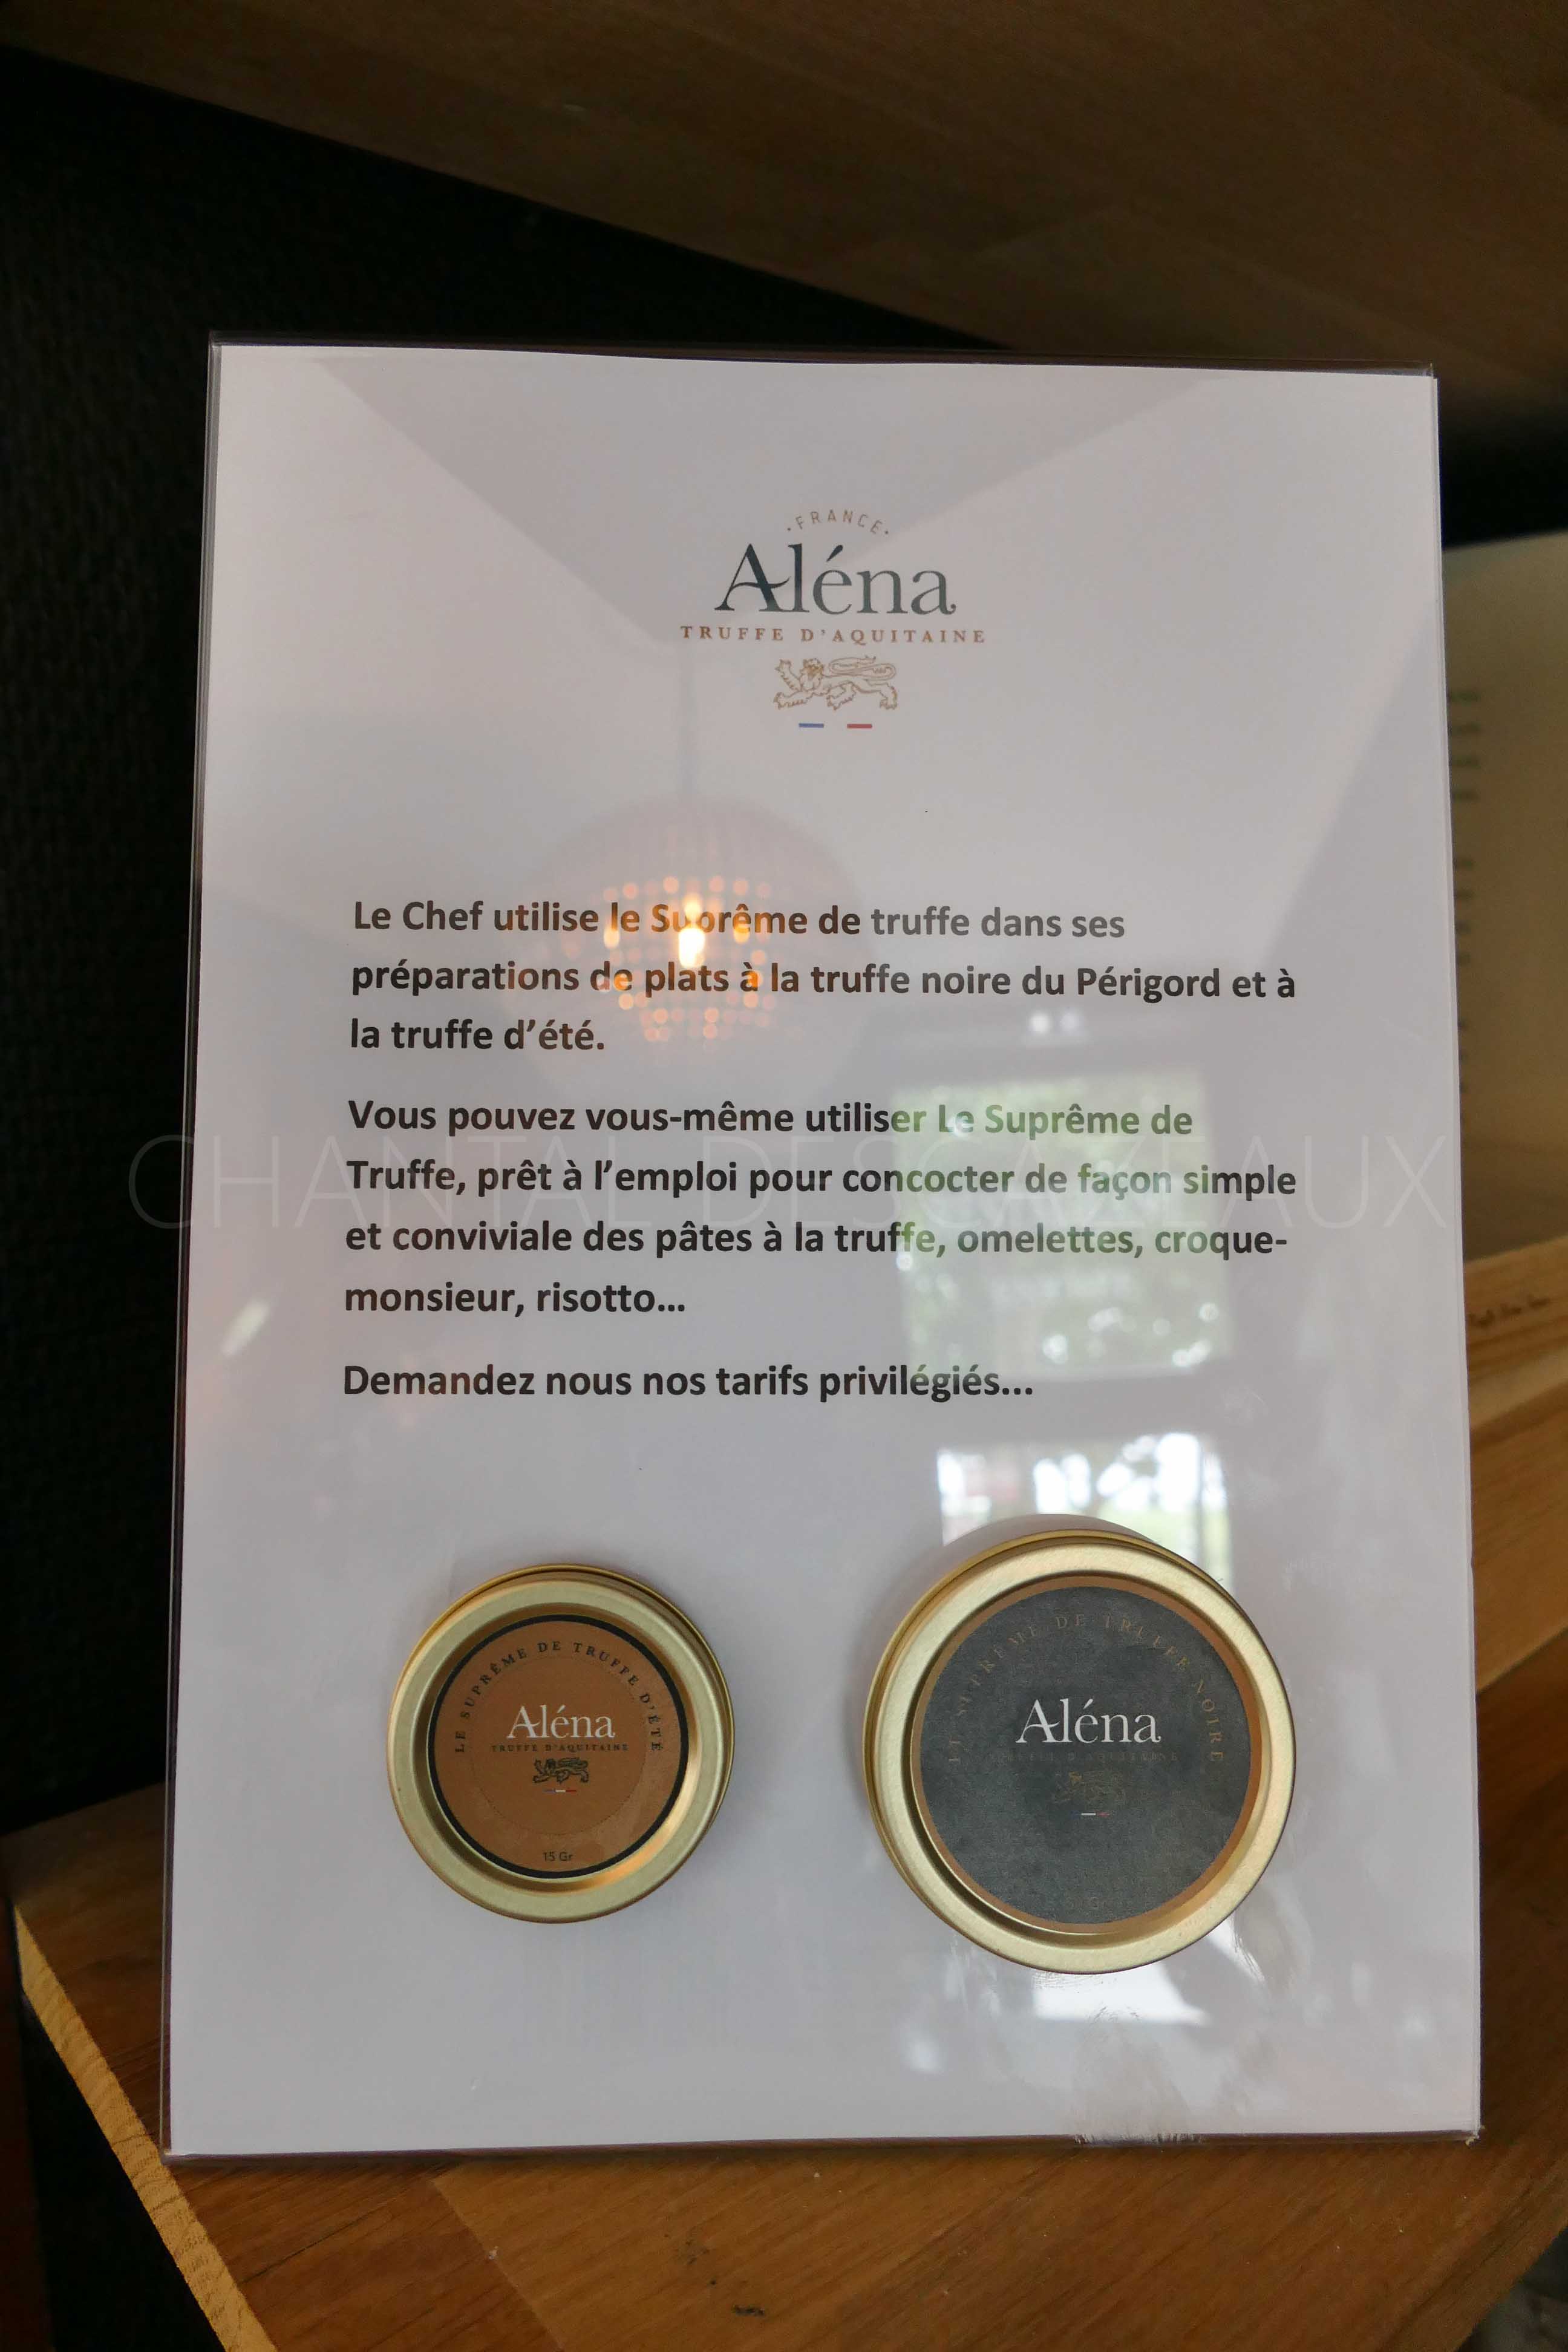 ·FRANCE·
Aléna
TRUFFE D'AQUITAINE
Le Chef utilise le Suprême de truffe dans ses
préparations de plats à la truffe noire du Périgord et à
la truffe d'été.
Vous pouvez vous-même utiliser Le Suprême de
Truffe, prêt à l'emploi pour concocter de façon simple
et conviviale des pâtes à la truffe, omelettes, croque-
monsieur, risotto...
Demandez nous nos tarifs privilégiés...
CHANTAL DESCAZEAUX
LE SUPRÊME DE TRUFFE D'ÉTÉ
Aléna
TRUFFE D'AQUITAINE
15 Gr
LE SUPRÊME DE TRUFFE NOIRE
Aléna
TRUFFE D'AQUITAINE